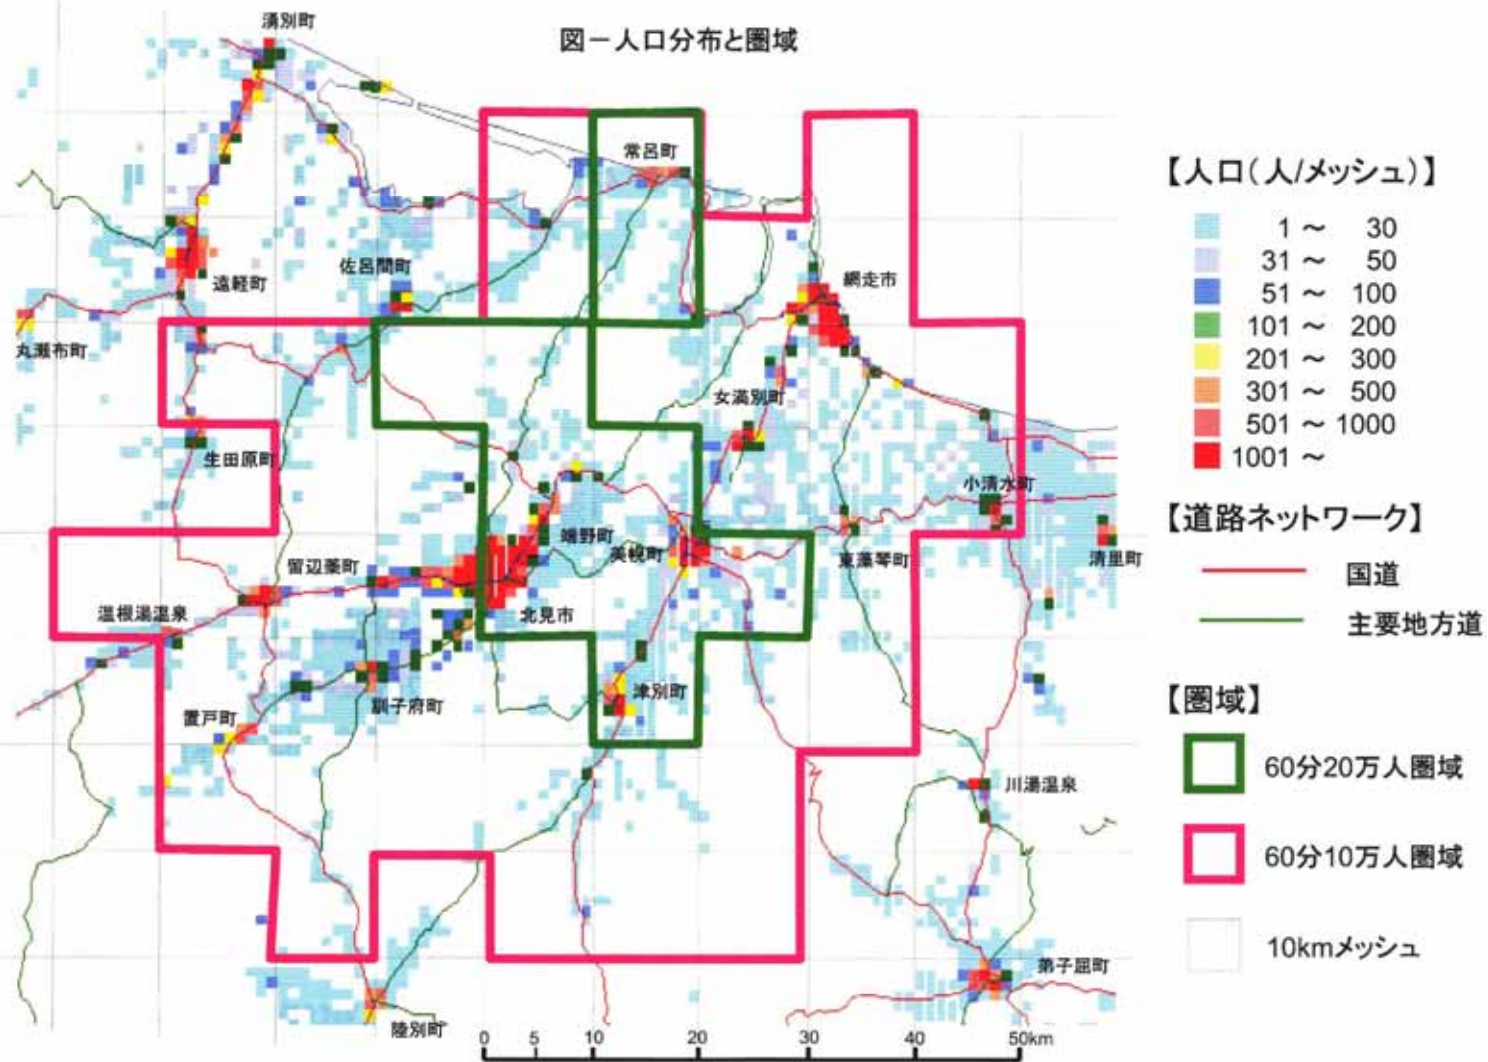 図－人口分布と圏域
湧別町
常呂町
佐呂間町
遠軽町
網走市
丸瀬布町
女満別町
生田原町
小清水町
端野町
美幌町
東藻琴町
清里町
留辺蘂町
温根湯温泉
北見市
津別町
訓子府町
置戸町
川湯温泉
弟子屈町
陸別町
0 5 10 20 30 40 50km
【人口（人/メッシュ）】
1 ～ 30
31 ～ 50
51 ～ 100
101 ～ 200
201 ～ 300
301 ～ 500
501 ～ 1000
1001 ～
【道路ネットワーク】
国道
主要地方道
【圏域】
60分20万人圏域
60分10万人圏域
10kmメッシュ